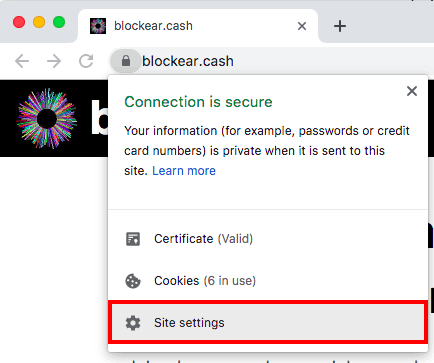 blockear.cash
blockear.cash
b
Connection is secure
Your information (for example, passwords or credit
card numbers) is private when it is sent to this
site. Learn more
Certificate (Valid)
Cookies (6 in use)
Site settings